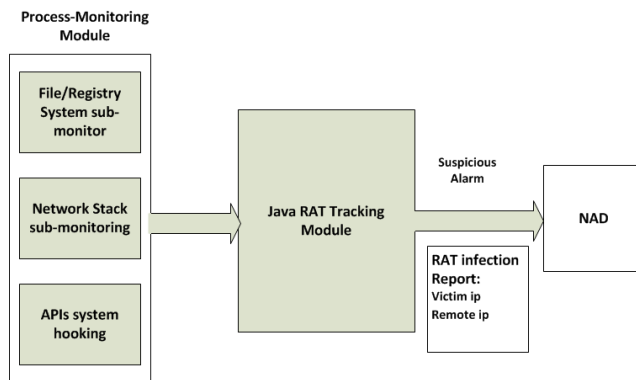 Process-Monitoring
Module
File/Registry
System sub-
monitor
Network Stack
sub-monitoring
APIs system
hooking
Java RAT Tracking
Module
Suspicious
Alarm
RAT infection
Report:
Victim ip
Remote ip
NAD